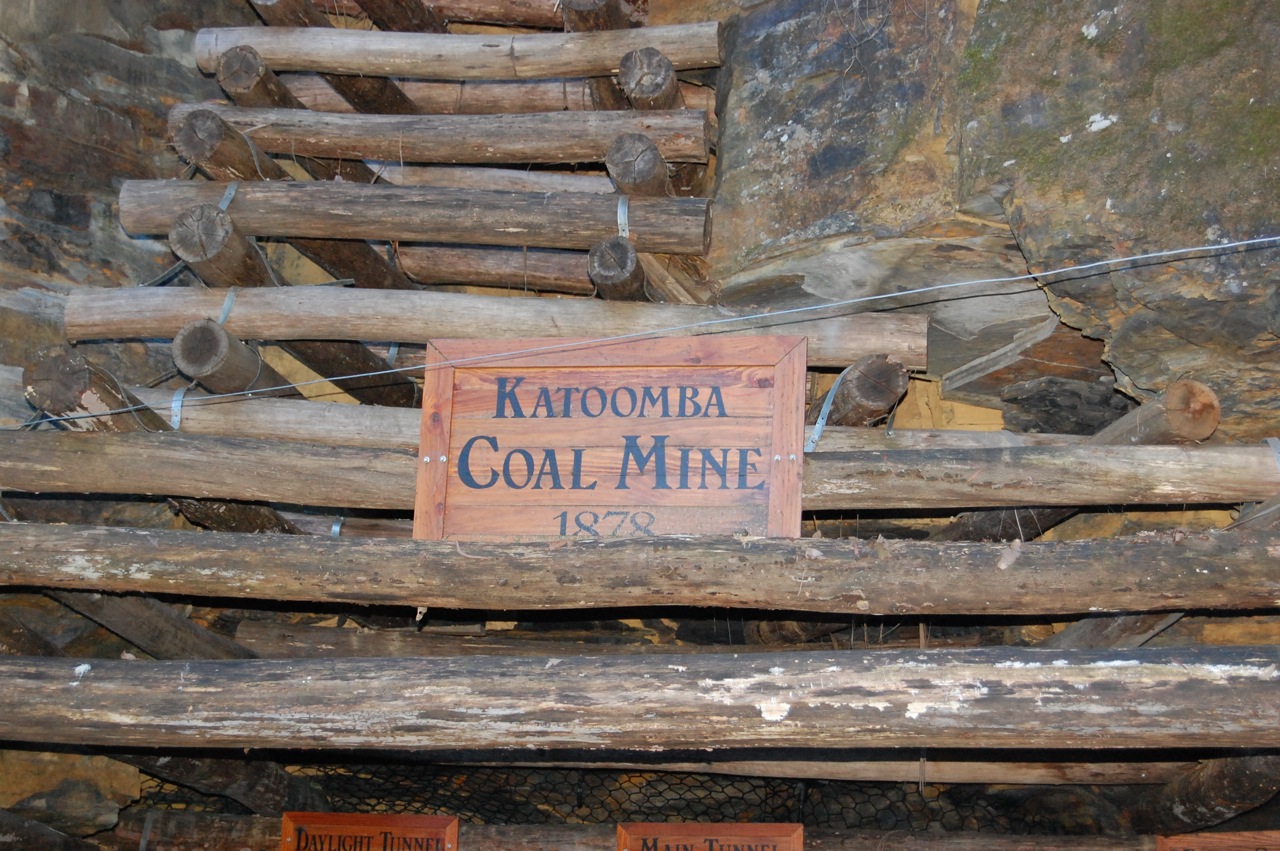 KATOOMBA
COAL MINE
1878
DAYLIGHT TUNNEL
MAIN TUNNEL